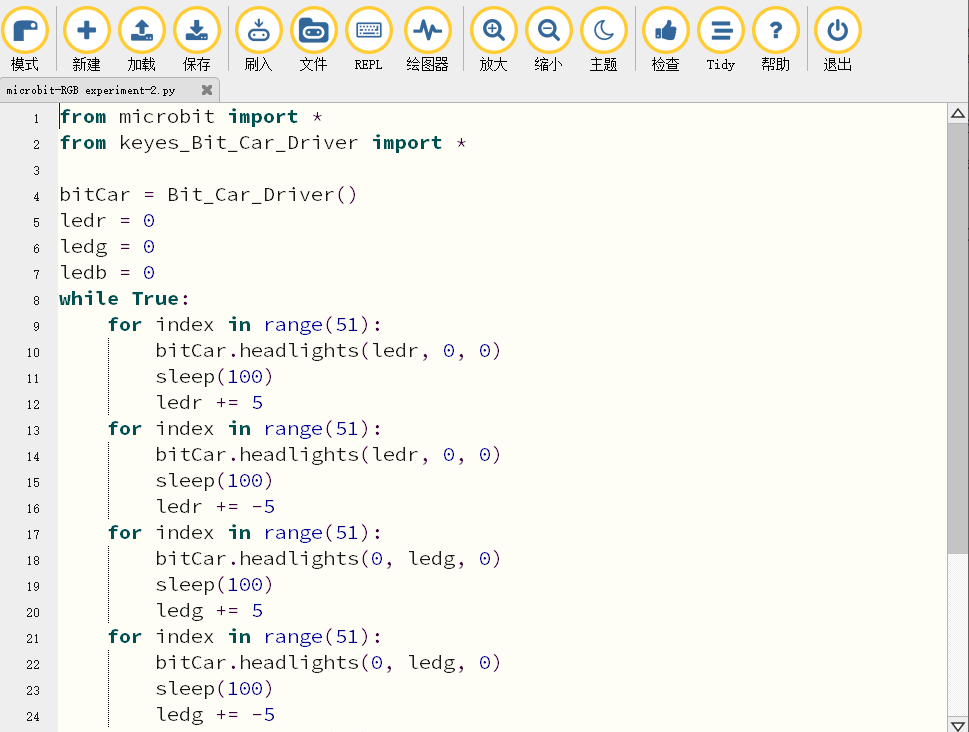 模式 新建 加载 保存 刷入 文件 REPL 绘图器 放大 缩小 主题 检查 Tidy 帮助 退出
microbit-RGB experiment-2.py
1 from microbit import *
2 from keyes_Bit_Car_Driver import *
3
4 bitCar = Bit_Car_Driver()
5 ledr = 0
6 ledg = 0
7 ledb = 0
8 while True:
9     for index in range(51):
10         bitCar.headlights(ledr, 0, 0)
11         sleep(100)
12         ledr += 5
13     for index in range(51):
14         bitCar.headlights(ledr, 0, 0)
15         sleep(100)
16         ledr += -5
17     for index in range(51):
18         bitCar.headlights(0, ledg, 0)
19         sleep(100)
20         ledg += 5
21     for index in range(51):
22         bitCar.headlights(0, ledg, 0)
23         sleep(100)
24         ledg += -5